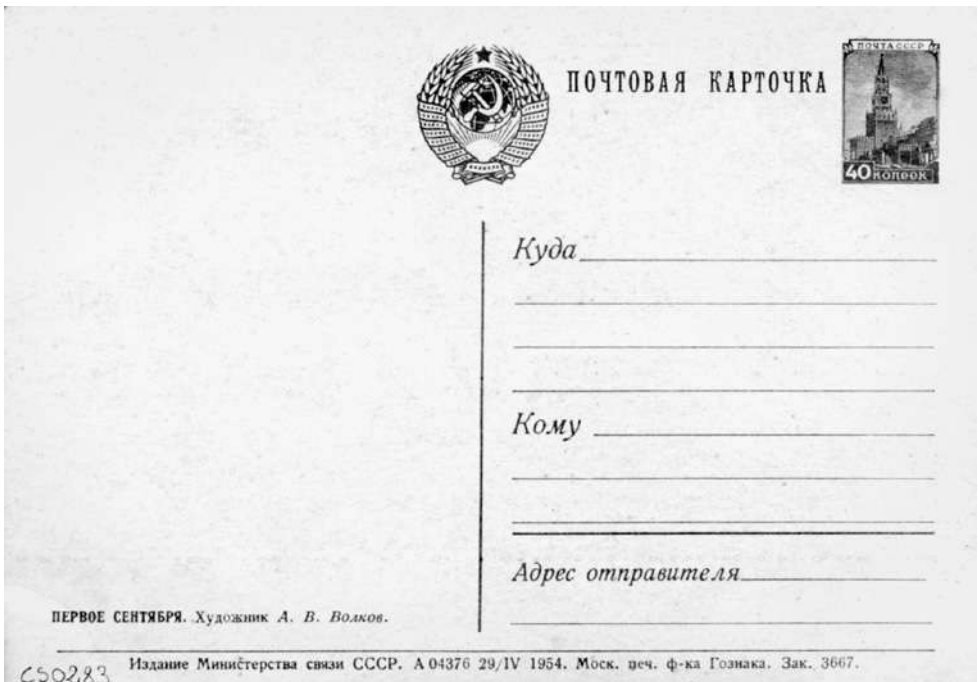 ПОЧТА СССР
ПОЧТОВАЯ КАРТОЧКА
40 КОПЕЕК
Куда
Кому
Адрес отправителя
ПЕРВОЕ СЕНТЯБРЯ. Художник А. В. Волков.
Издание Министерства связи СССР. А 04376 29/IV 1954. Моск. печ. ф-ка Гознака. Зак. 3667.
CS0283